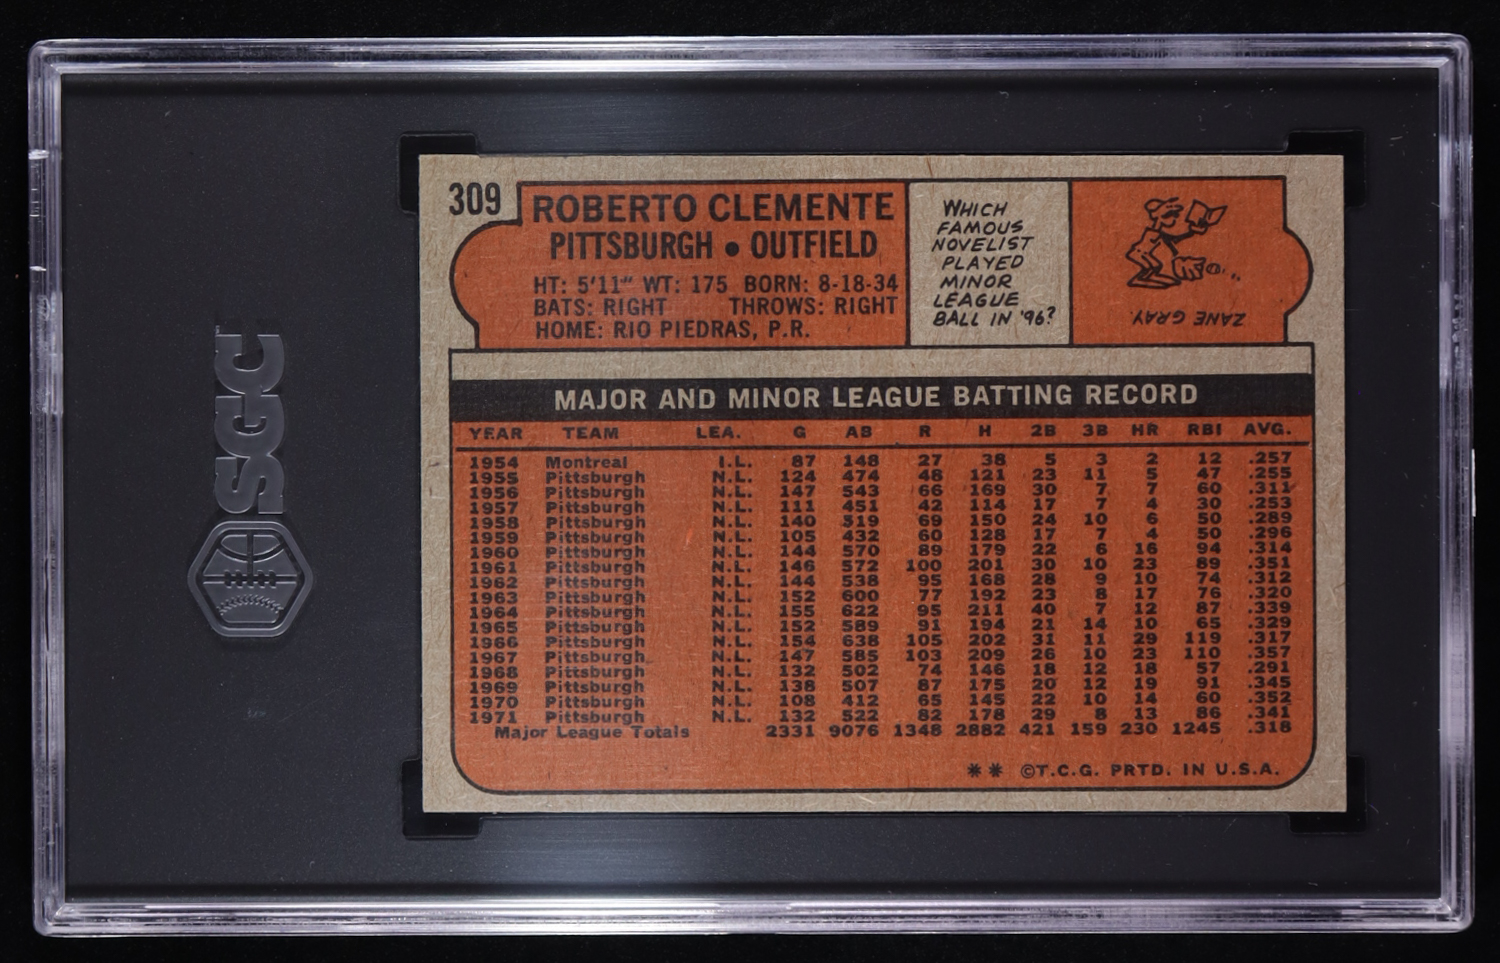 SGC
309
ROBERTO CLEMENTE
PITTSBURGH • OUTFIELD
HT: 5'11" WT: 175 BORN: 8-18-34
BATS: RIGHT THROWS: RIGHT
HOME: RIO PIEDRAS, P.R.
WHICH
FAMOUS
NOVELIST
PLAYED
MINOR
LEAGUE
BALL IN '96?
ZANE GRAY
MAJOR AND MINOR LEAGUE BATTING RECORD
YEAR TEAM LEA. G AB R H 2B 3B HR RBI AVG.
1954 Montreal I.L. 87 148 27 38 5 3 2 12 .257
1955 Pittsburgh N.L. 124 474 48 121 23 11 5 47 .255
1956 Pittsburgh N.L. 147 543 66 169 30 7 7 60 .311
1957 Pittsburgh N.L. 111 451 42 114 17 7 4 30 .253
1958 Pittsburgh N.L. 140 519 69 150 24 10 6 50 .289
1959 Pittsburgh N.L. 105 432 60 128 17 7 4 50 .296
1960 Pittsburgh N.L. 144 570 89 179 22 6 16 94 .314
1961 Pittsburgh N.L. 146 572 100 201 30 10 23 89 .351
1962 Pittsburgh N.L. 144 538 95 168 28 9 10 74 .312
1963 Pittsburgh N.L. 152 600 77 192 23 8 17 76 .320
1964 Pittsburgh N.L. 155 622 95 211 40 7 12 87 .339
1965 Pittsburgh N.L. 152 589 91 194 21 14 10 65 .329
1966 Pittsburgh N.L. 154 638 105 202 31 11 29 119 .317
1967 Pittsburgh N.L. 147 585 103 209 26 10 23 110 .357
1968 Pittsburgh N.L. 132 502 74 146 18 12 18 57 .291
1969 Pittsburgh N.L. 138 507 87 175 20 12 19 91 .345
1970 Pittsburgh N.L. 108 412 65 145 22 10 14 60 .352
1971 Pittsburgh N.L. 132 522 82 178 29 8 13 86 .341
Major League Totals 2331 9076 1348 2882 421 159 230 1245 .318
** ©T.C.G. PRTD. IN U.S.A.